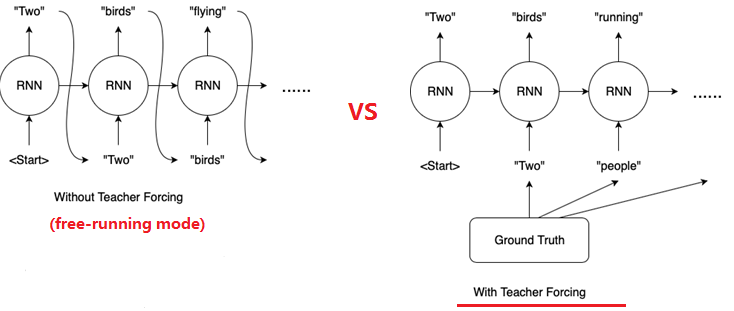 "Two" "birds" "flying"
RNN RNN RNN ......
<Start> "Two" "birds"
Without Teacher Forcing
(free-running mode)
VS
"Two" "birds" "running"
RNN RNN RNN ......
<Start> "Two" "people"
Ground Truth
With Teacher Forcing